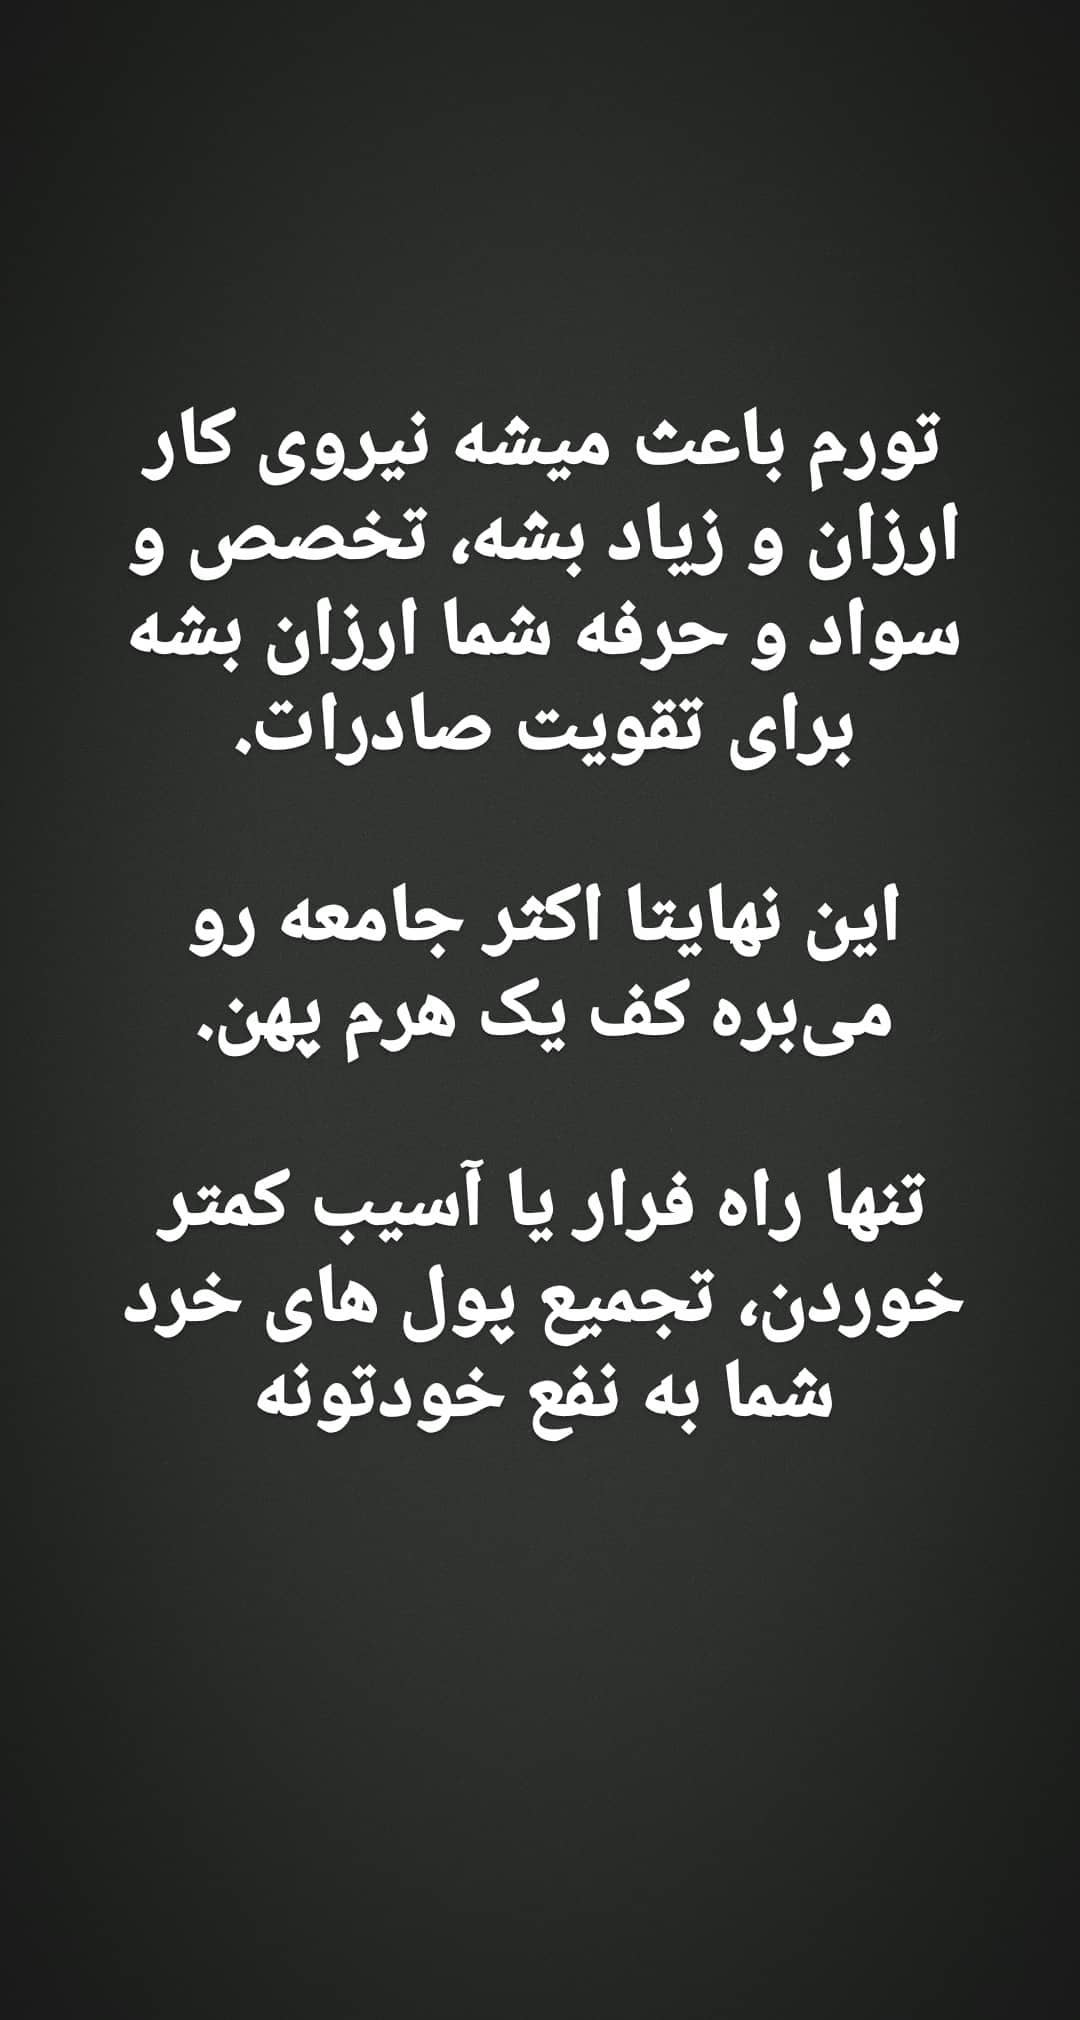 تورم باعث میشه نیروی کار
ارزان و زیاد بشه، تخصص و
سواد و حرفه شما ارزان بشه
برای تقویت صادرات.
این نهایتا اکثر جامعه رو
می‌بره کف یک هرم پهن.
تنها راه فرار یا آسیب کمتر
خوردن، تجمیع پول های خرد
شما به نفع خودتونه